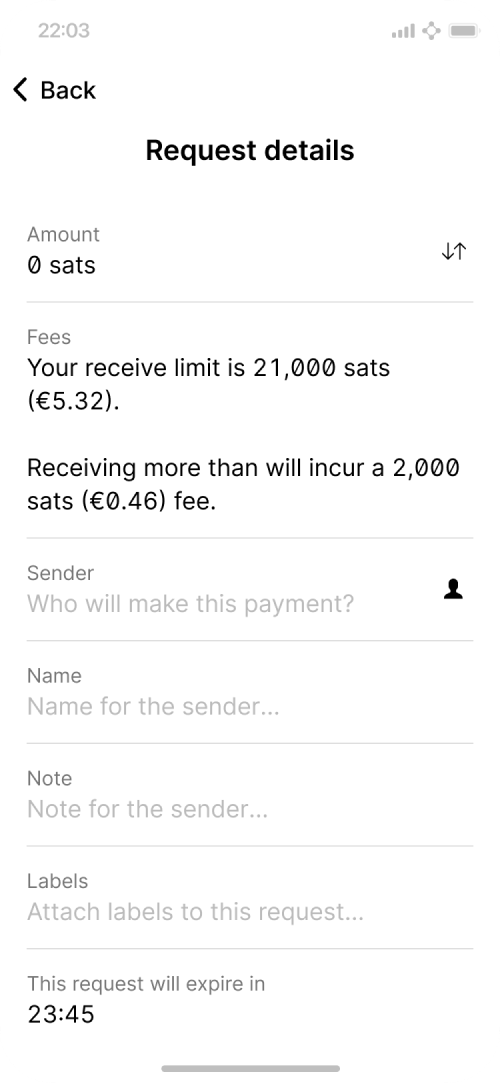 22:03
Back
Request details
Amount
0 sats
Fees
Your receive limit is 21,000 sats
(€5.32).
Receiving more than will incur a 2,000
sats (€0.46) fee.
Sender
Who will make this payment?
Name
Name for the sender...
Note
Note for the sender...
Labels
Attach labels to this request...
This request will expire in
23:45